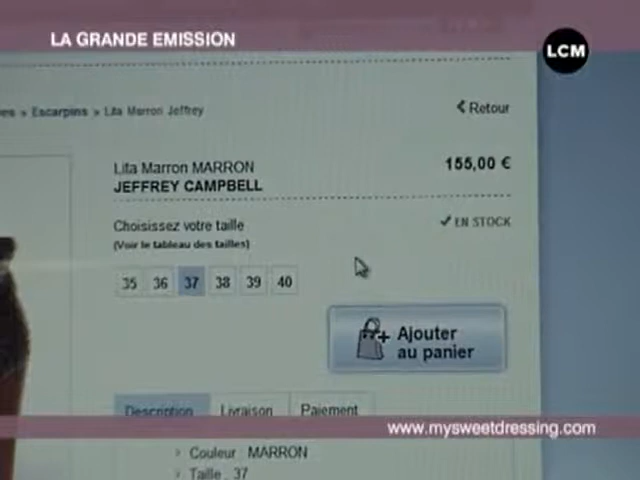 LA GRANDE EMISSION
LCM
» Escarpins » Lita Marron Jeffrey
Retour
Lita Marron MARRON
155,00 €
JEFFREY CAMPBELL
Choisissez votre taille
EN STOCK
(Voir le tableau des tailles)
35 36 37 38 39 40
Ajouter
au panier
Description Livraison Paiement
www.mysweetdressing.com
Couleur MARRON
Taille 37